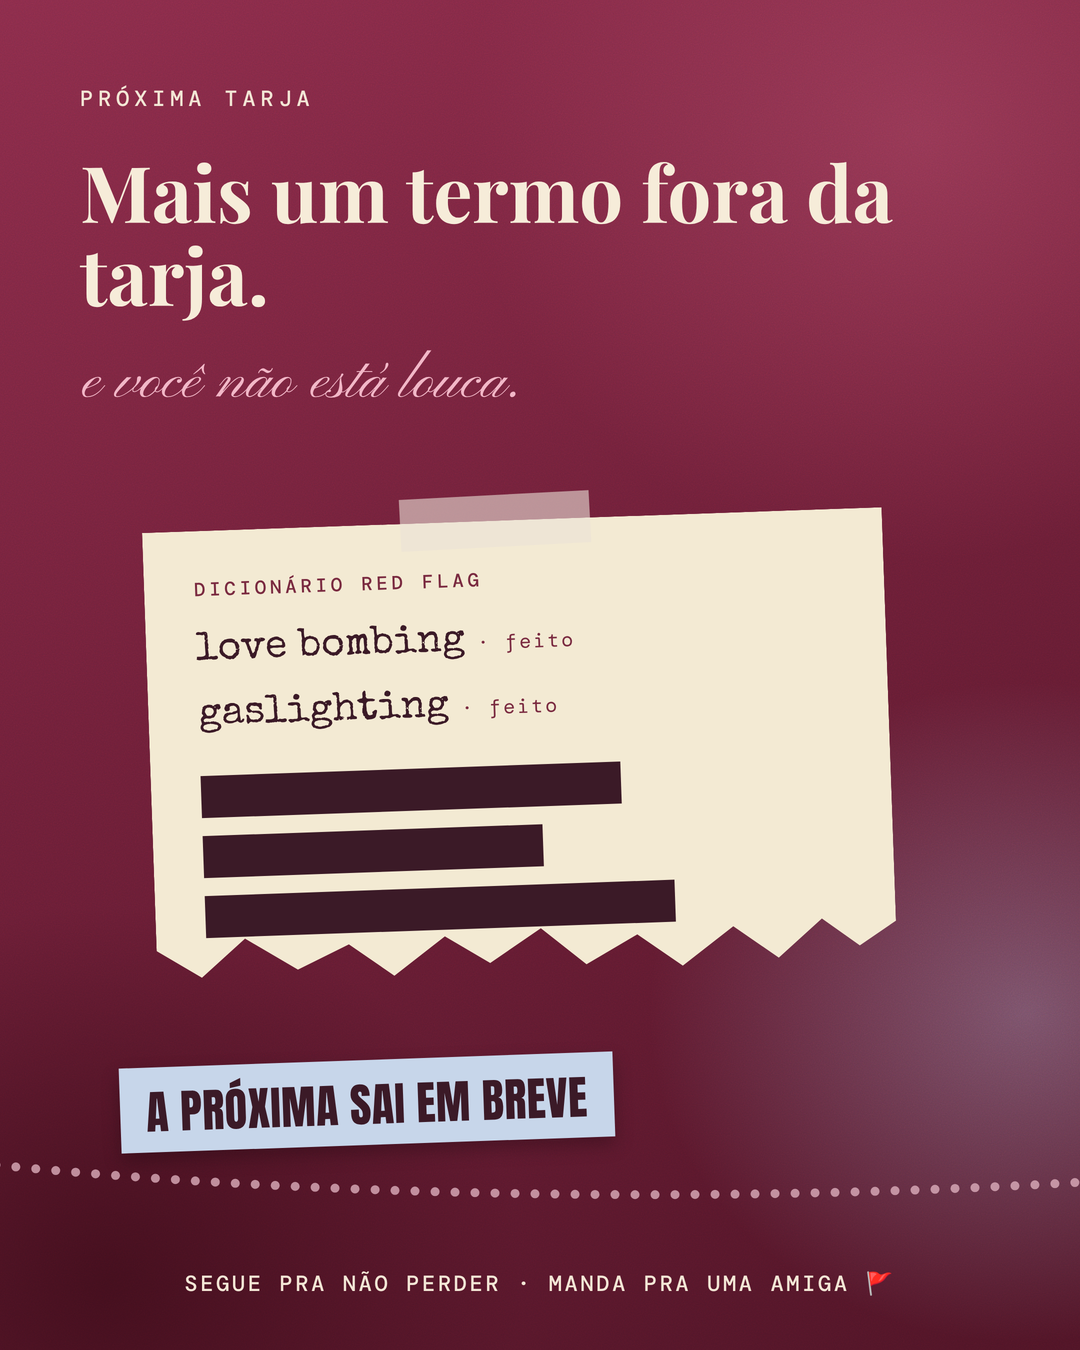 PRÓXIMA TARJA
Mais um termo fora da
tarja.
e você não está louca.
DICIONÁRIO RED FLAG
love bombing · feito
gaslighting · feito
A PRÓXIMA SAI EM BREVE
SEGUE PRA NÃO PERDER · MANDA PRA UMA AMIGA 🚩